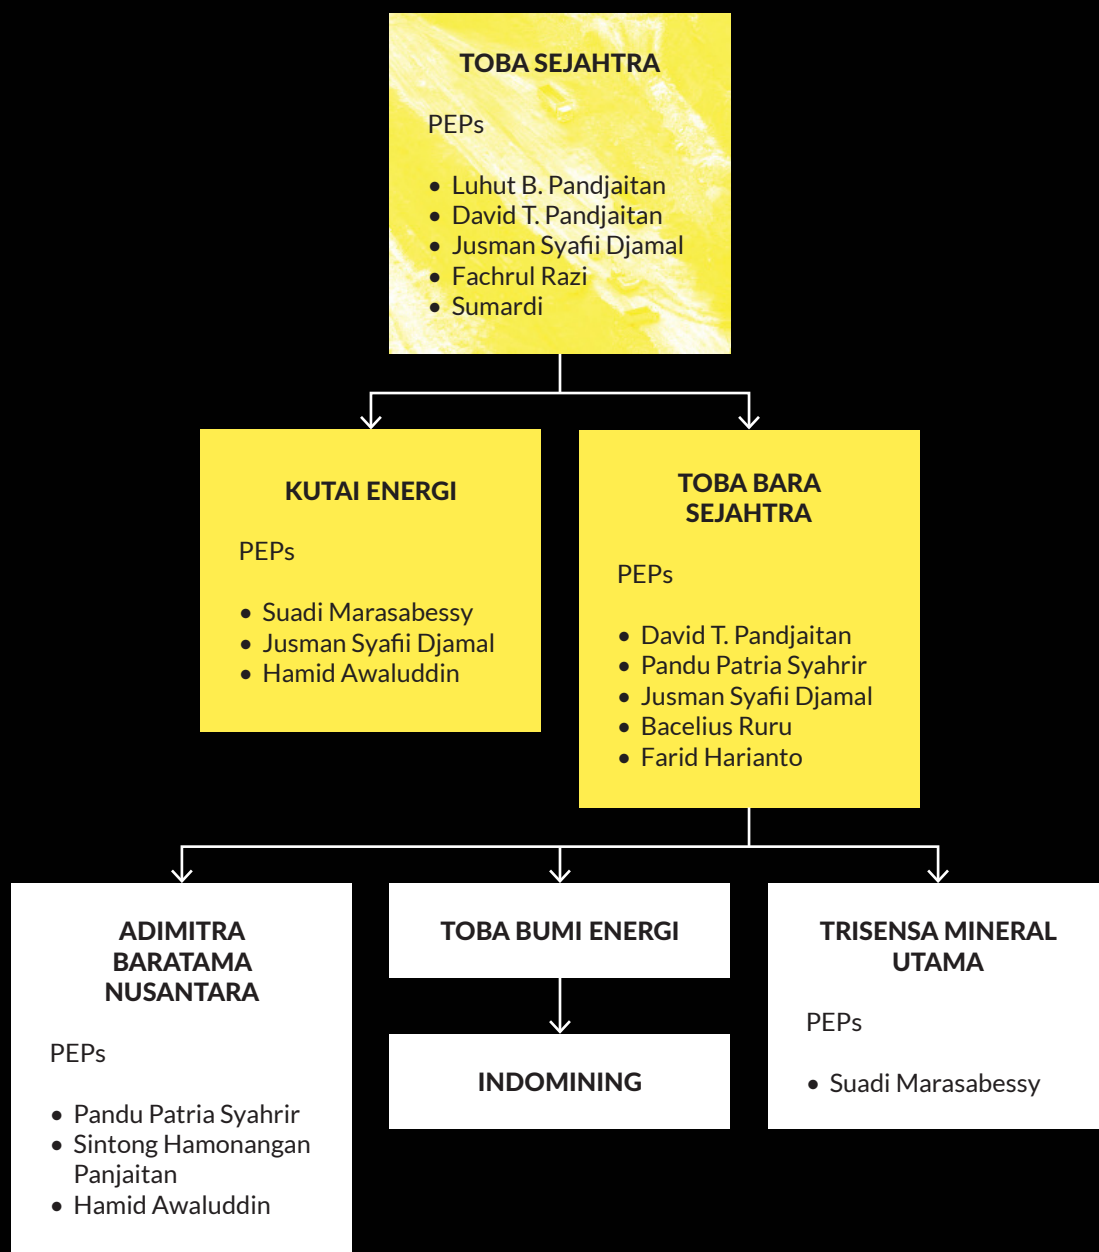 TOBA SEJAHTRA
PEPs
• Luhut B. Pandjaitan
• David T. Pandjaitan
• Jusman Syafii Djamal
• Fachrul Razi
• Sumardi
KUTAI ENERGI
PEPs
• Suadi Marasabessy
• Jusman Syafii Djamal
• Hamid Awaluddin
TOBA BARA
SEJAHTRA
PEPs
• David T. Pandjaitan
• Pandu Patria Syahrir
• Jusman Syafii Djamal
• Bacelius Ruru
• Farid Harianto
ADIMITRA
BARATAMA
NUSANTARA
PEPs
• Pandu Patria Syahrir
• Sintong Hamonangan
Panjaitan
• Hamid Awaluddin
TOBA BUMI ENERGI
INDOMINING
TRISENSA MINERAL
UTAMA
PEPs
• Suadi Marasabessy